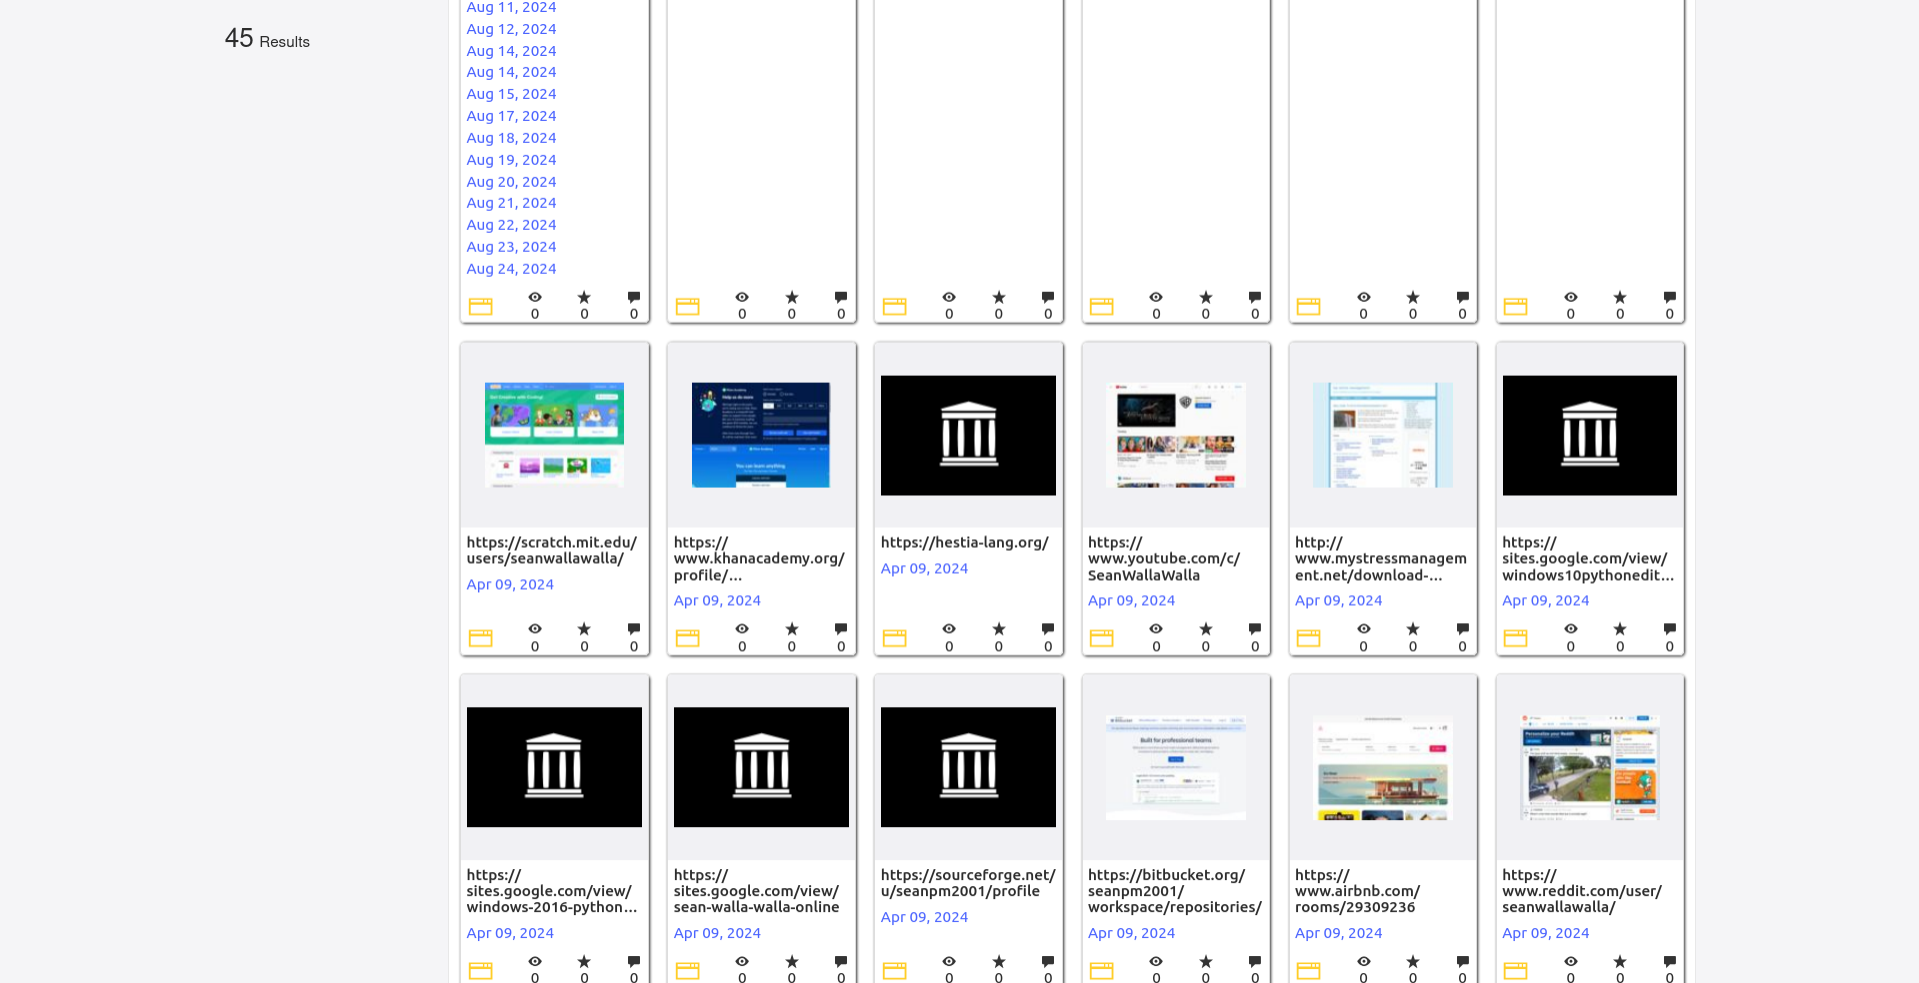 45 Results
Aug 11, 2024
Aug 12, 2024
Aug 14, 2024
Aug 14, 2024
Aug 15, 2024
Aug 17, 2024
Aug 18, 2024
Aug 19, 2024
Aug 20, 2024
Aug 21, 2024
Aug 22, 2024
Aug 23, 2024
Aug 24, 2024
0 0 0
0 0 0
0 0 0
0 0 0
0 0 0
0 0 0
https://scratch.mit.edu/
users/seanwallawalla/
Apr 09, 2024
0 0 0
https://
www.khanacademy.org/
profile/...
Apr 09, 2024
0 0 0
https://hestia-lang.org/
Apr 09, 2024
0 0 0
https://
www.youtube.com/c/
SeanWallaWalla
Apr 09, 2024
0 0 0
http://
www.mystressmanagem
ent.net/download-...
Apr 09, 2024
0 0 0
https://
sites.google.com/view/
windows10pythonedit...
Apr 09, 2024
0 0 0
https://
sites.google.com/view/
windows-2016-python...
Apr 09, 2024
0 0 0
https://
sites.google.com/view/
sean-walla-walla-online
Apr 09, 2024
0 0 0
https://sourceforge.net/
u/seanpm2001/profile
Apr 09, 2024
0 0 0
Built for professional teams
https://bitbucket.org/
seanpm2001/
workspace/repositories/
Apr 09, 2024
0 0 0
https://
www.airbnb.com/
rooms/29309236
Apr 09, 2024
0 0 0
https://
www.reddit.com/user/
seanwallawalla/
Apr 09, 2024
0 0 0